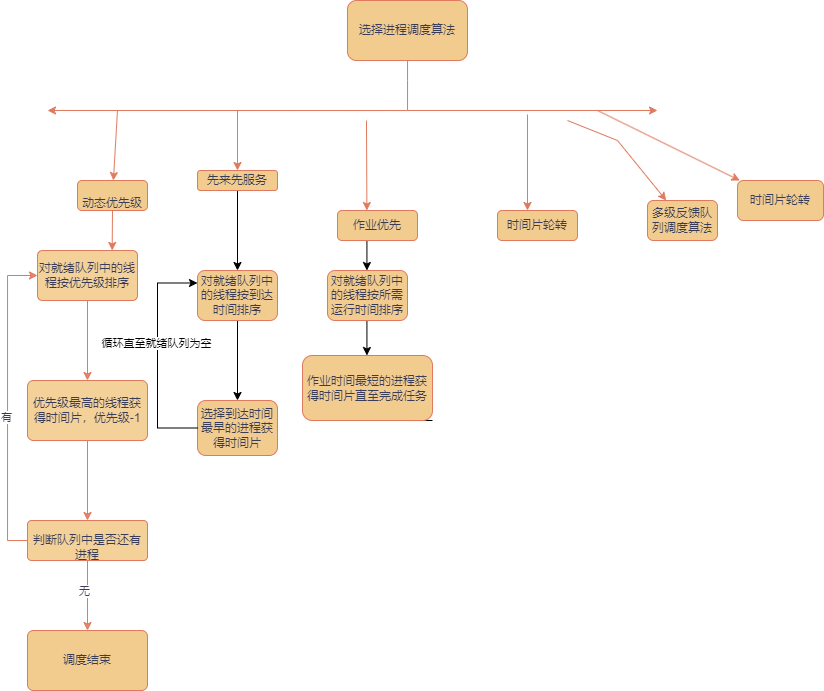 选择进程调度算法
动态优先级
先来先服务
作业优先
时间片轮转
多级反馈队
列调度算法
时间片轮转
对就绪队列中的线
程按优先级排序
对就绪队列中
的线程按到达
时间排序
对就绪队列中
的线程按所需
运行时间排序
循环直至就绪队列为空
作业时间最短的进程获
得时间片直至完成任务
优先级最高的线程获
得时间片，优先级-1
有
选择到达时间
最早的进程获
得时间片
判断队列中是否还有
进程
无
调度结束